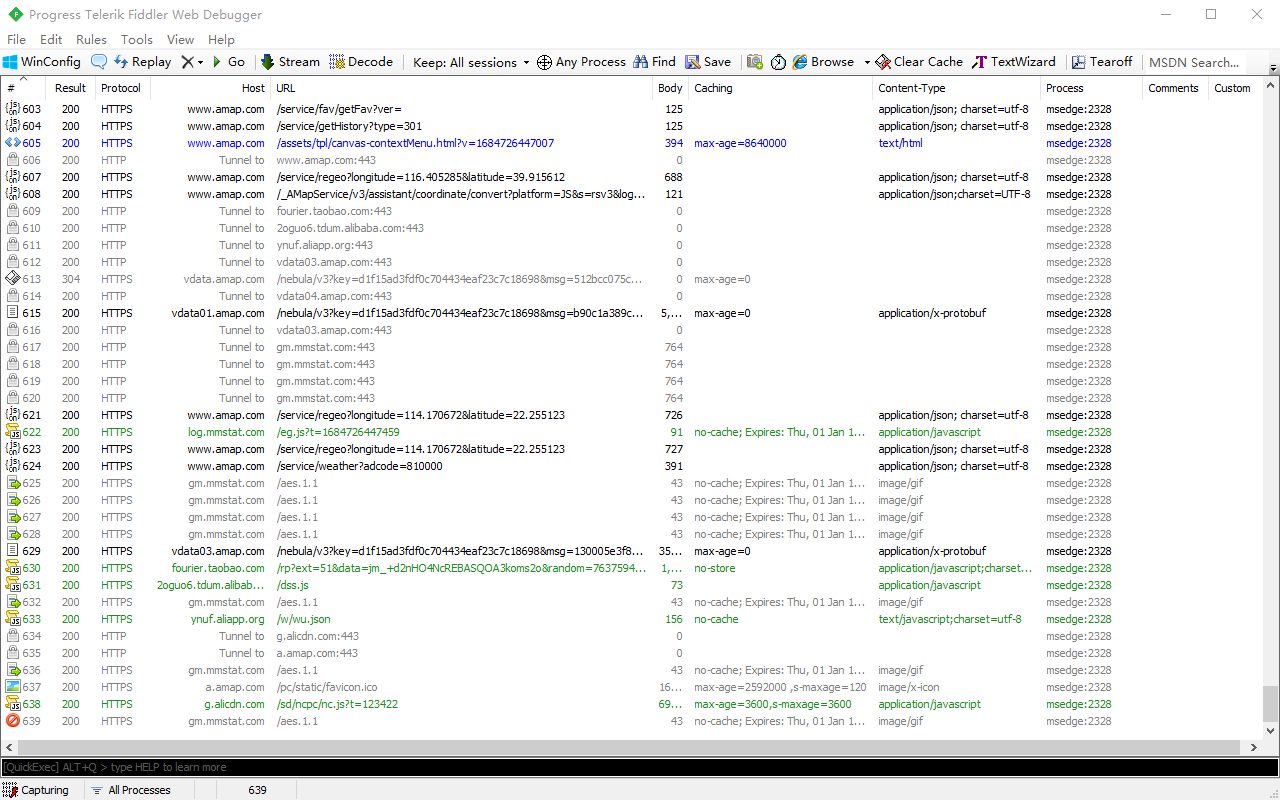 Progress Telerik Fiddler Web Debugger
File Edit Rules Tools View Help
WinConfig Replay Go Stream Decode Keep: All sessions Any Process Find Save Browse Clear Cache TextWizard Tearoff MSDN Search...
# Result Protocol Host URL Body Caching Content-Type Process Comments Custom
603 200 HTTPS www.amap.com /service/fav/getFav?ver= 125 application/json; charset=utf-8 msedge:2328
604 200 HTTPS www.amap.com /service/getHistory?type=301 125 application/json; charset=utf-8 msedge:2328
605 200 HTTPS www.amap.com /assets/tpl/canvas-contextMenu.html?v=1684726447007 394 max-age=8640000 text/html msedge:2328
606 200 HTTP Tunnel to www.amap.com:443 0 msedge:2328
607 200 HTTPS www.amap.com /service/regeo?longitude=116.405285&latitude=39.915612 688 application/json; charset=utf-8 msedge:2328
608 200 HTTPS www.amap.com /_AMapService/v3/assistant/coordinate/convert?platform=JS&s=rsv3&log... 121 application/json;charset=UTF-8 msedge:2328
609 200 HTTP Tunnel to fourier.taobao.com:443 0 msedge:2328
610 200 HTTP Tunnel to 2oguo6.tdum.alibaba.com:443 0 msedge:2328
611 200 HTTP Tunnel to ynuf.aliapp.org:443 0 msedge:2328
612 200 HTTP Tunnel to vdata03.amap.com:443 0 msedge:2328
613 304 HTTPS vdata.amap.com /nebula/v3?key=d1f15ad3fdf0c704434eaf23c7c18698&msg=512bcc075c... 0 max-age=0 msedge:2328
614 200 HTTP Tunnel to vdata04.amap.com:443 0 msedge:2328
615 200 HTTPS vdata01.amap.com /nebula/v3?key=d1f15ad3fdf0c704434eaf23c7c18698&msg=b90c1a389c... 5,... max-age=0 application/x-protobuf msedge:2328
616 200 HTTP Tunnel to vdata03.amap.com:443 0 msedge:2328
617 200 HTTP Tunnel to gm.mmstat.com:443 764 msedge:2328
618 200 HTTP Tunnel to gm.mmstat.com:443 764 msedge:2328
619 200 HTTP Tunnel to gm.mmstat.com:443 764 msedge:2328
620 200 HTTP Tunnel to gm.mmstat.com:443 764 msedge:2328
621 200 HTTPS www.amap.com /service/regeo?longitude=114.170672&latitude=22.255123 726 application/json; charset=utf-8 msedge:2328
622 200 HTTPS log.mmstat.com /eg.js?t=1684726447459 91 no-cache; Expires: Thu, 01 Jan 1... application/javascript msedge:2328
623 200 HTTPS www.amap.com /service/regeo?longitude=114.170672&latitude=22.255123 727 application/json; charset=utf-8 msedge:2328
624 200 HTTPS www.amap.com /service/weather?adcode=810000 391 application/json; charset=utf-8 msedge:2328
625 200 HTTPS gm.mmstat.com /aes.1.1 43 no-cache; Expires: Thu, 01 Jan 1... image/gif msedge:2328
626 200 HTTPS gm.mmstat.com /aes.1.1 43 no-cache; Expires: Thu, 01 Jan 1... image/gif msedge:2328
627 200 HTTPS gm.mmstat.com /aes.1.1 43 no-cache; Expires: Thu, 01 Jan 1... image/gif msedge:2328
628 200 HTTPS gm.mmstat.com /aes.1.1 43 no-cache; Expires: Thu, 01 Jan 1... image/gif msedge:2328
629 200 HTTPS vdata03.amap.com /nebula/v3?key=d1f15ad3fdf0c704434eaf23c7c18698&msg=130005e3f8... 35... max-age=0 application/x-protobuf msedge:2328
630 200 HTTPS fourier.taobao.com /rp?ext=51&data=jm_+d2nHO4NcREBASQOA3koms2o&random=7637594... 1,... no-store application/javascript;charset... msedge:2328
631 200 HTTPS 2oguo6.tdum.alibab... /dss.js 73 application/javascript msedge:2328
632 200 HTTPS gm.mmstat.com /aes.1.1 43 no-cache; Expires: Thu, 01 Jan 1... image/gif msedge:2328
633 200 HTTPS ynuf.aliapp.org /w/wu.json 156 no-cache text/javascript;charset=utf-8 msedge:2328
634 200 HTTP Tunnel to g.alicdn.com:443 0 msedge:2328
635 200 HTTP Tunnel to a.amap.com:443 0 msedge:2328
636 200 HTTPS gm.mmstat.com /aes.1.1 43 no-cache; Expires: Thu, 01 Jan 1... image/gif msedge:2328
637 200 HTTPS a.amap.com /pc/static/favicon.ico 16... max-age=2592000 ,s-maxage=120 image/x-icon msedge:2328
638 200 HTTPS g.alicdn.com /sd/ncpc/nc.js?t=123422 69... max-age=3600,s-maxage=3600 application/javascript msedge:2328
639 200 HTTPS gm.mmstat.com /aes.1.1 43 no-cache; Expires: Thu, 01 Jan 1... image/gif msedge:2328
[QuickExec] ALT+Q > type HELP to learn more
Capturing All Processes 639